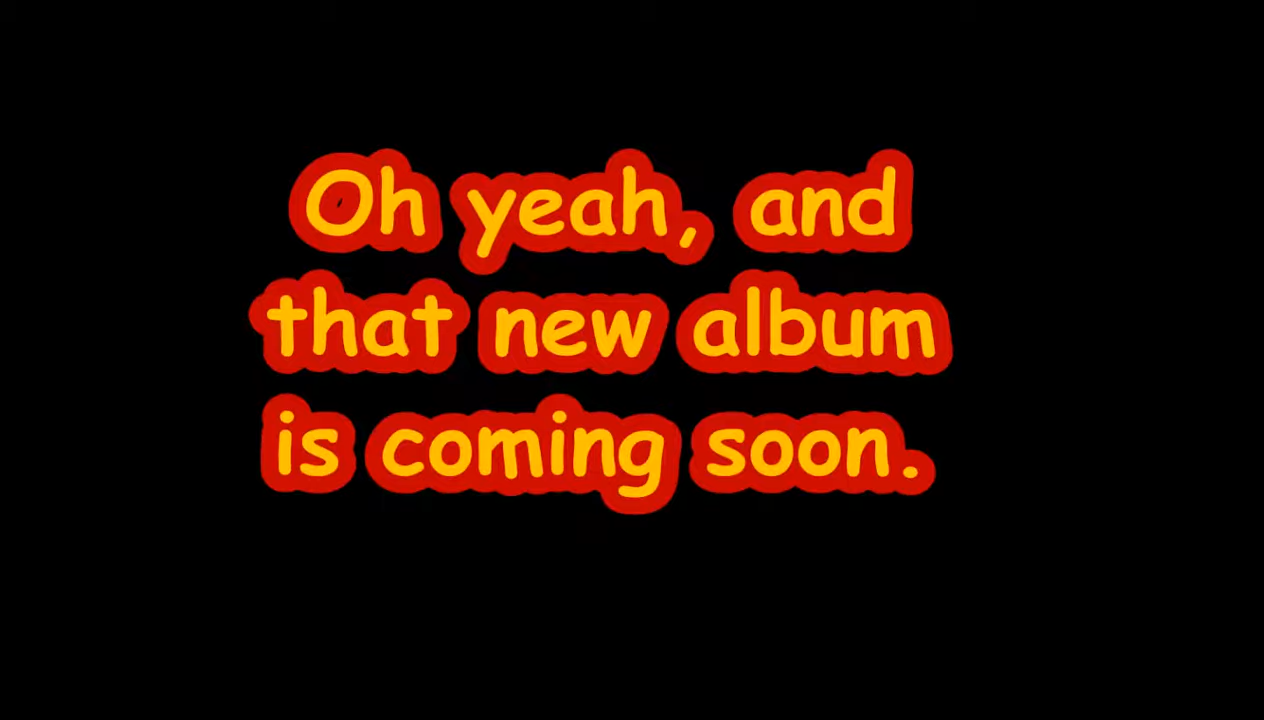 Oh yeah, and
that new album
is coming soon.